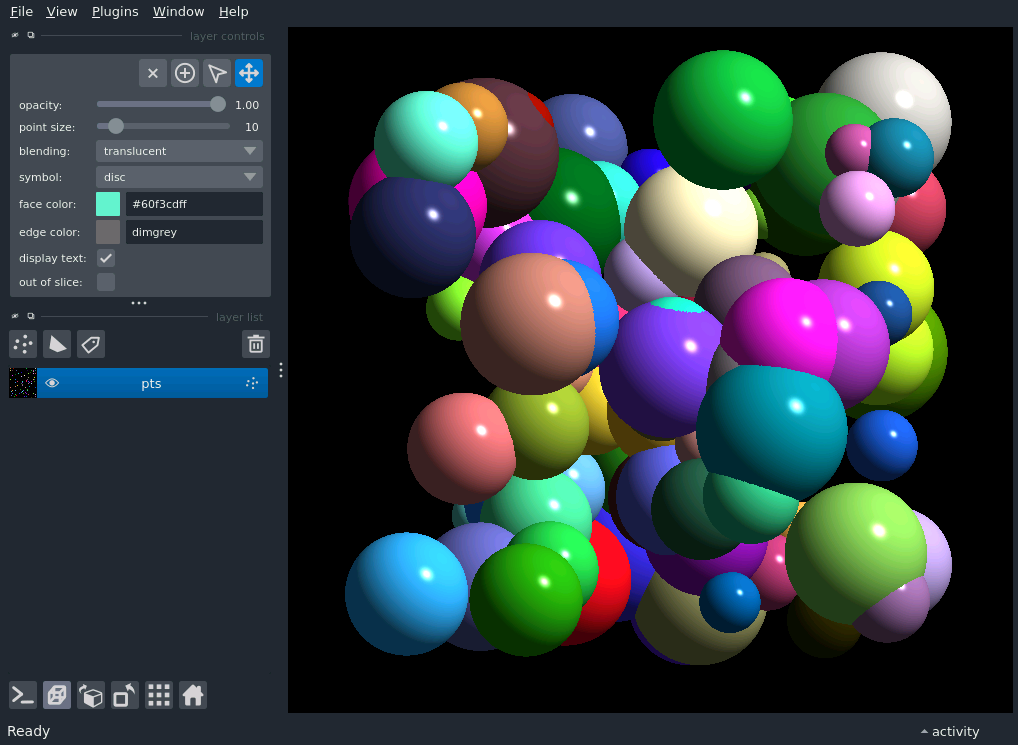 File View Plugins Window Help
layer controls
opacity: 1.00
point size: 10
blending: translucent
symbol: disc
face color: #60f3cdff
edge color: dimgrey
display text:
out of slice:
layer list
pts
Ready activity